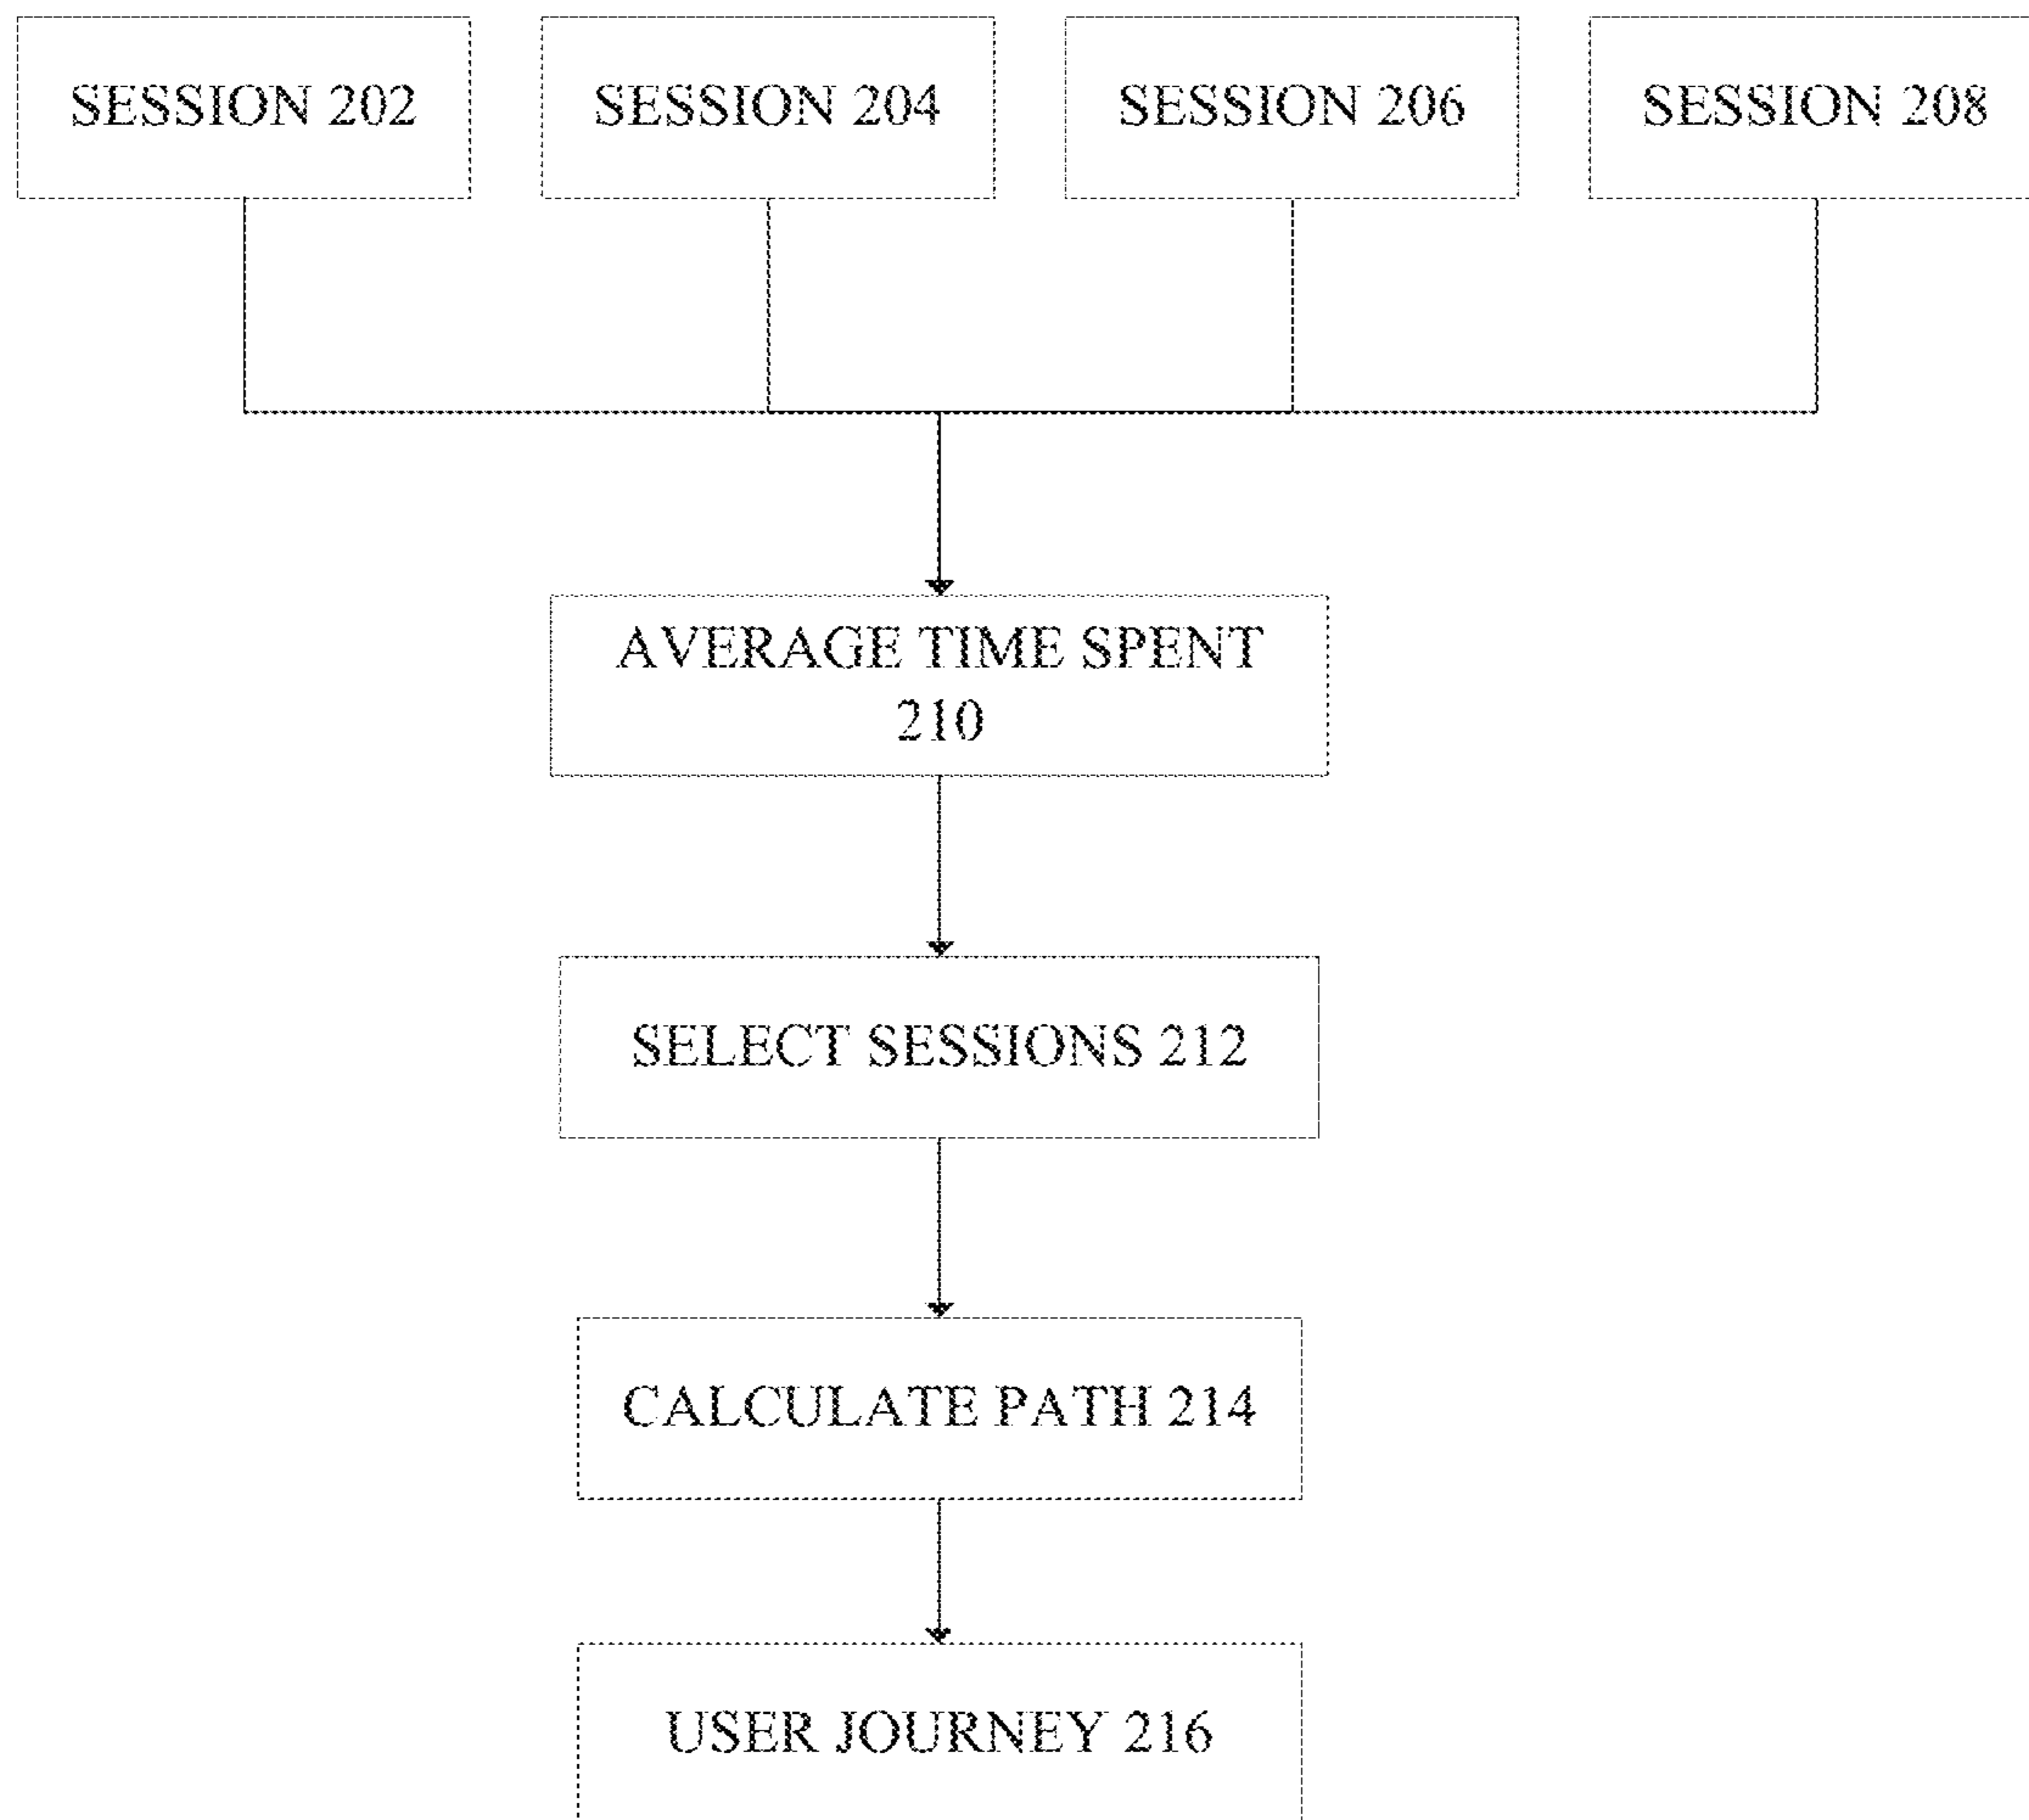 SESSION 202
SESSION 204
SESSION 206
SESSION 208
AVERAGE TIME SPENT
210
SELECT SESSIONS 212
CALCULATE PATH 214
USER JOURNEY 216